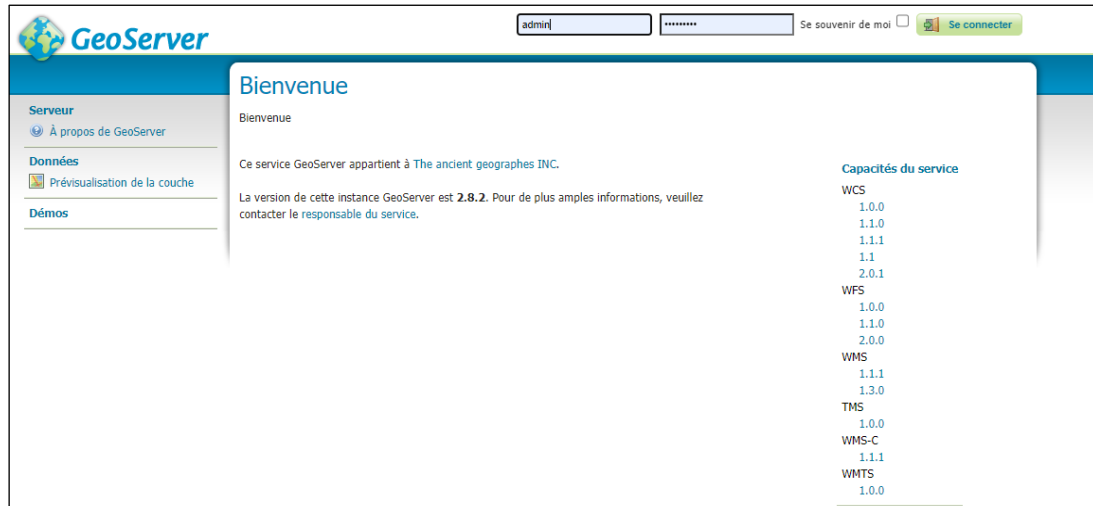 GeoServer
admin
•••••••••
Se souvenir de moi
Se connecter
Bienvenue
Serveur
À propos de GeoServer
Données
Prévisualisation de la couche
Démos
Bienvenue
Ce service GeoServer appartient à The ancient geographes INC.
La version de cette instance GeoServer est 2.8.2. Pour de plus amples informations, veuillez
contacter le responsable du service.
Capacités du service
WCS
1.0.0
1.1.0
1.1.1
1.1
2.0.1
WFS
1.0.0
1.1.0
2.0.0
WMS
1.1.1
1.3.0
TMS
1.0.0
WMS-C
1.1.1
WMTS
1.0.0